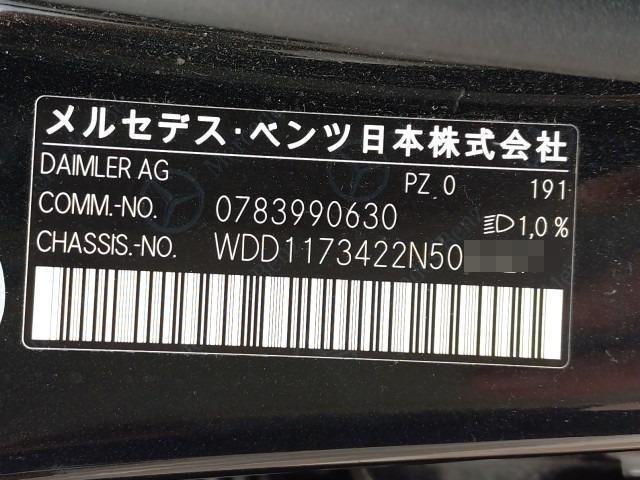 メルセデス・ベンツ日本株式会社
DAIMLER AG
PZ 0 191
COMM.-NO. 0783990630
1,0 %
CHASSIS.-NO. WDD1173422N50